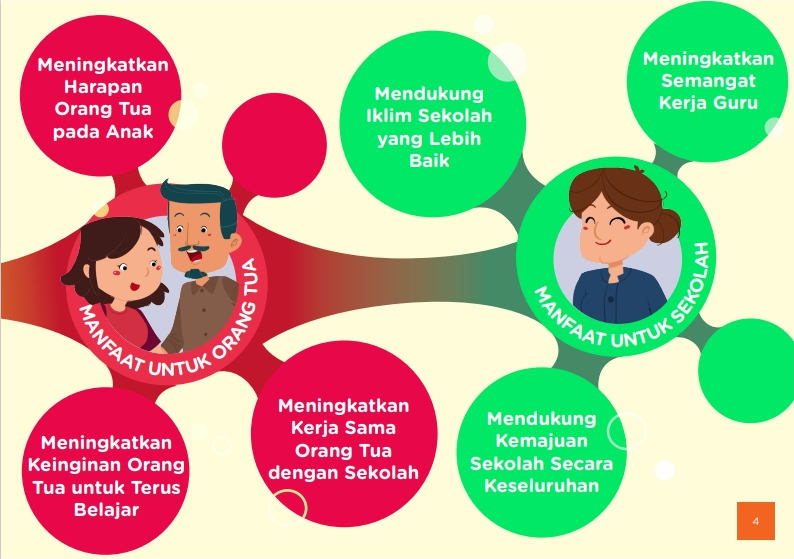 Meningkatkan
Harapan
Orang Tua
pada Anak
MANFAAT UNTUK ORANG TUA
Meningkatkan
Keinginan Orang
Tua untuk Terus
Belajar
Meningkatkan
Kerja Sama
Orang Tua
dengan Sekolah
Mendukung
Iklim Sekolah
yang Lebih
Baik
Meningkatkan
Semangat
Kerja Guru
MANFAAT UNTUK SEKOLAH
Mendukung
Kemajuan
Sekolah Secara
Keseluruhan
4